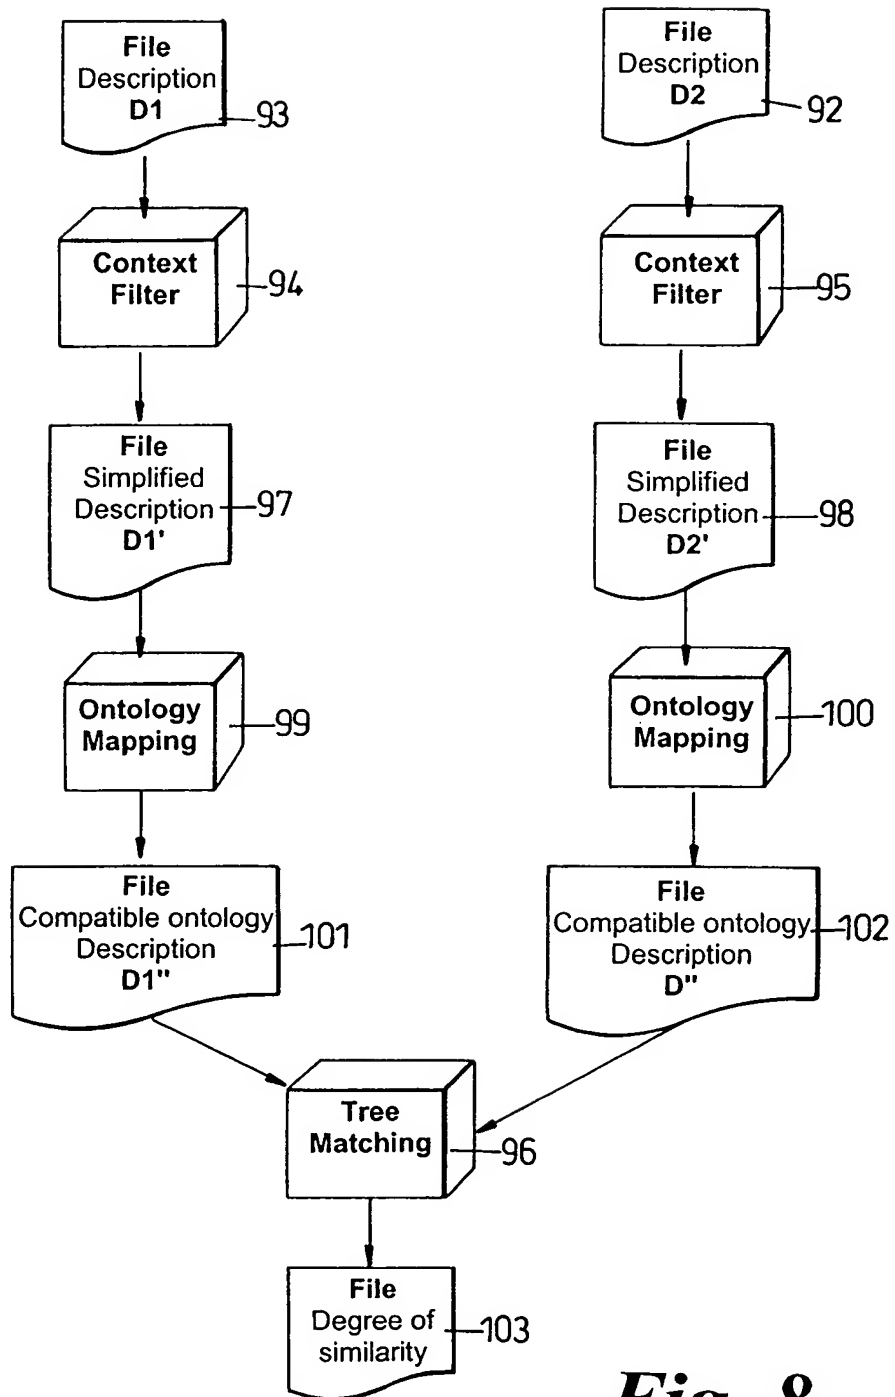 File
Description
D1
93
File
Description
D2
92
Context
Filter
94
Context
Filter
95
File
Simplified
Description
D1'
97
File
Simplified
Description
D2'
98
Ontology
Mapping
99
Ontology
Mapping
100
File
Compatible ontology
Description
D1"
101
File
Compatible ontology
Description
D"
102
Tree
Matching
96
File
Degree of
similarity
103
Fig. 8